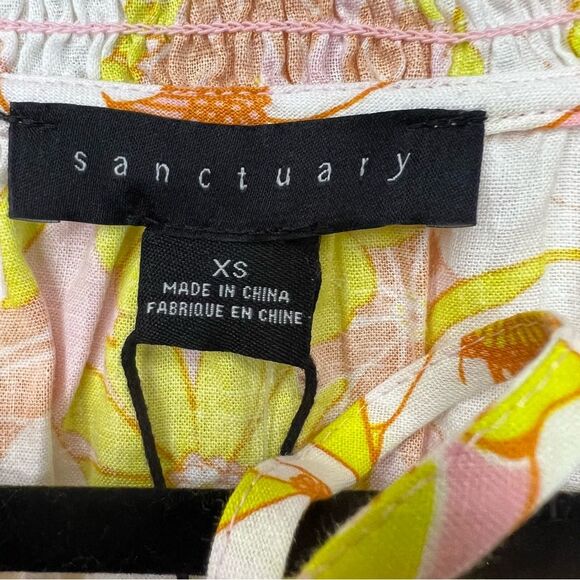 sanctuary
XS
MADE IN CHINA
FABRIQUE EN CHINE